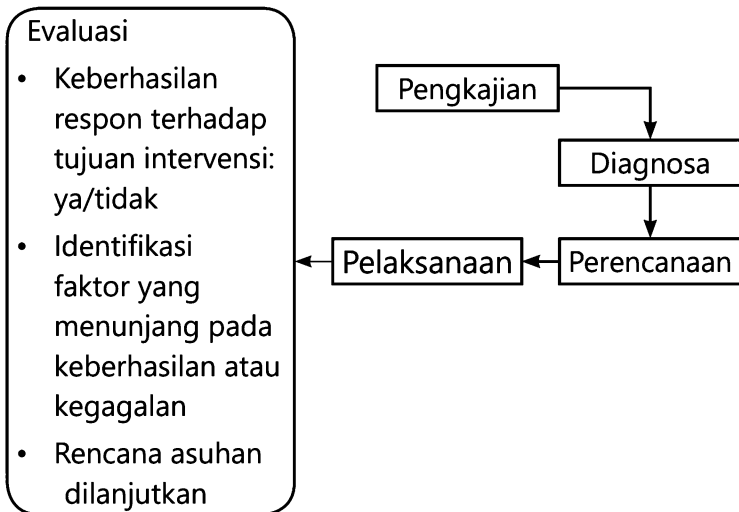 Evaluasi
• Keberhasilan
respon terhadap
tujuan intervensi:
ya/tidak
• Identifikasi
faktor yang
menunjang pada
keberhasilan atau
kegagalan
• Rencana asuhan
dilanjutkan
Pengkajian
Diagnosa
Perencanaan
Pelaksanaan